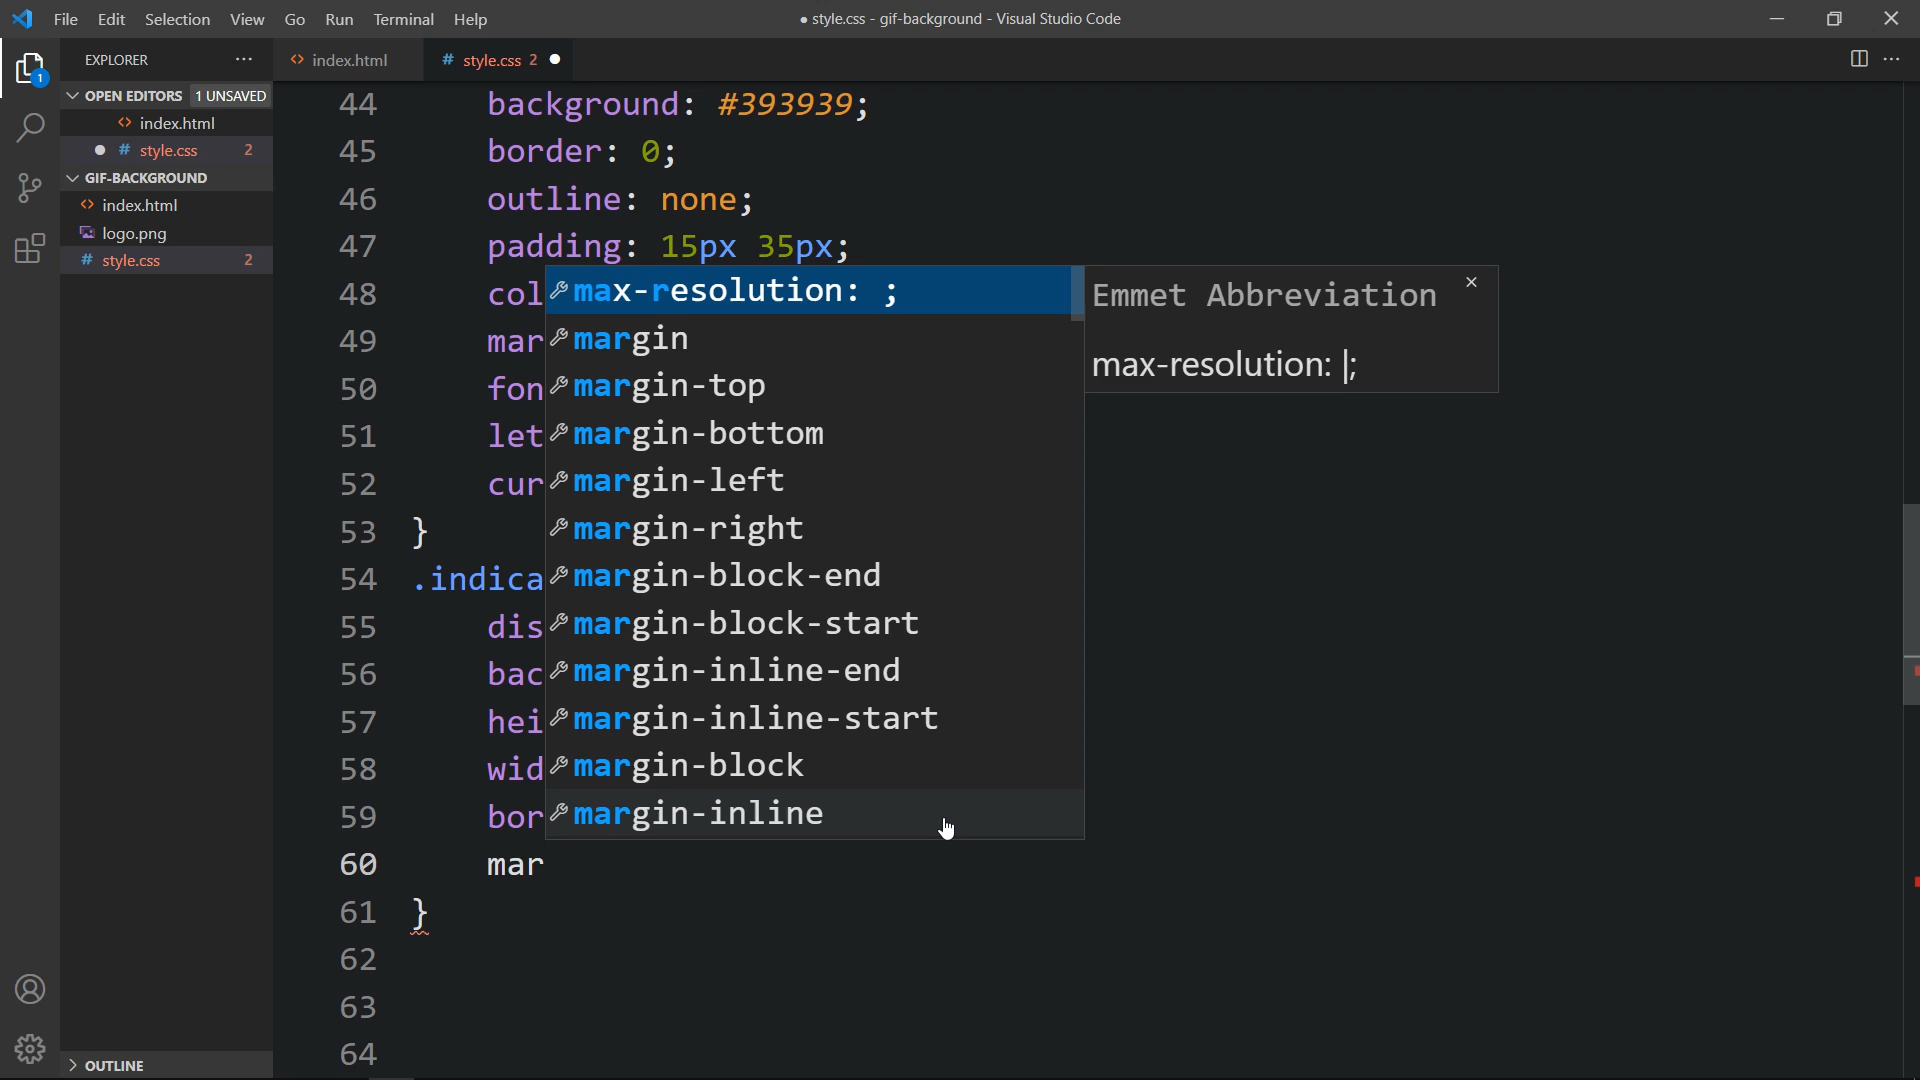 File Edit Selection View Go Run Terminal Help
● style.css - gif-background - Visual Studio Code
EXPLORER
index.html
# style.css 2
1
OPEN EDITORS 1 UNSAVED
index.html
# style.css 2
GIF-BACKGROUND
index.html
logo.png
# style.css 2
OUTLINE
44 background: #393939;
45 border: 0;
46 outline: none;
47 padding: 15px 35px;
48 col
49 mar
50 fon
51 let
52 cur
53 }
54 .indica
55 dis
56 bac
57 hei
58 wid
59 bor
60 mar
61 }
62
63
64
max-resolution: ;
margin
margin-top
margin-bottom
margin-left
margin-right
margin-block-end
margin-block-start
margin-inline-end
margin-inline-start
margin-block
margin-inline
Emmet Abbreviation
max-resolution: |;